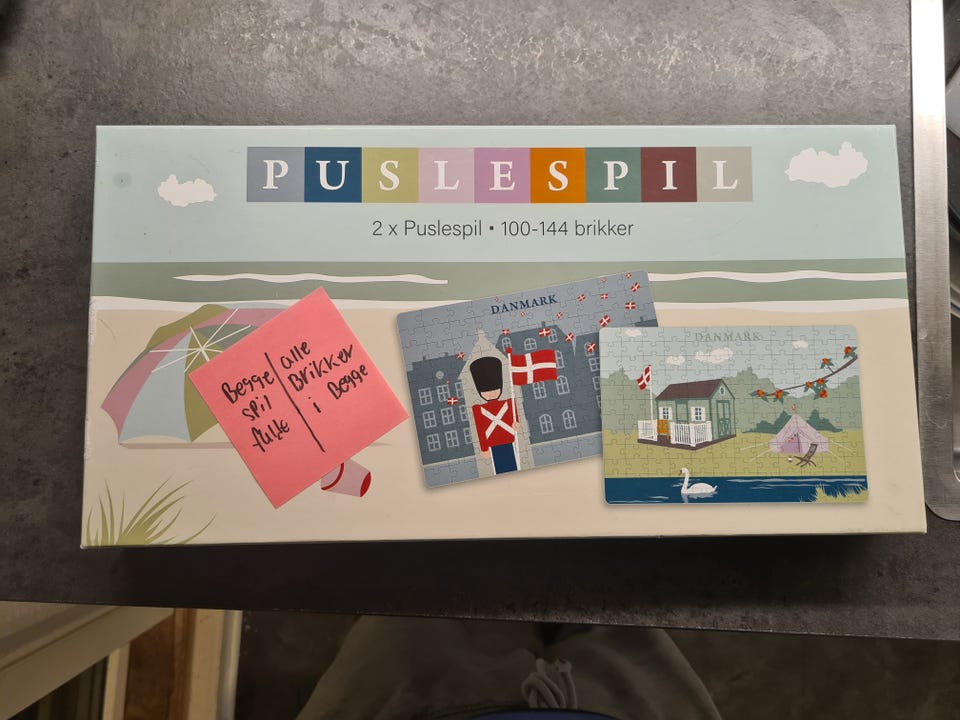 PUSLESPIL
2 x Puslespil • 100-144 brikker
DANMARK
DANMARK
Begge
spil
fulde
alle
Brikker
i Begge